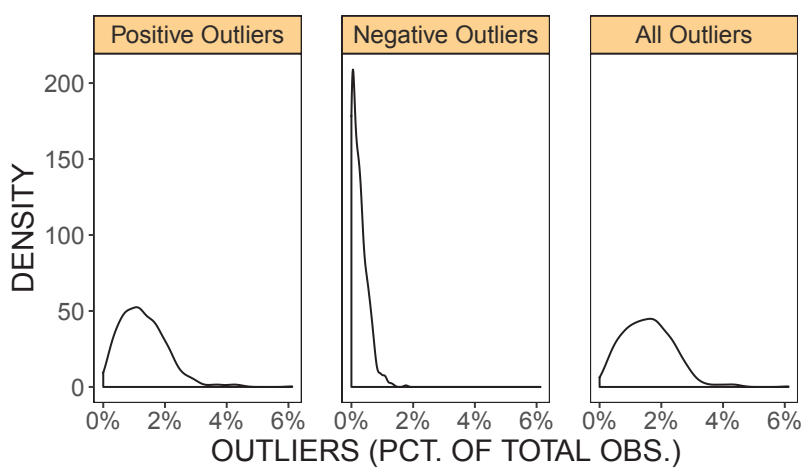 Positive Outliers Negative Outliers All Outliers
200
150
100
50
0
DENSITY
0% 2% 4% 6% 0% 2% 4% 6% 0% 2% 4% 6%
OUTLIERS (PCT. OF TOTAL OBS.)